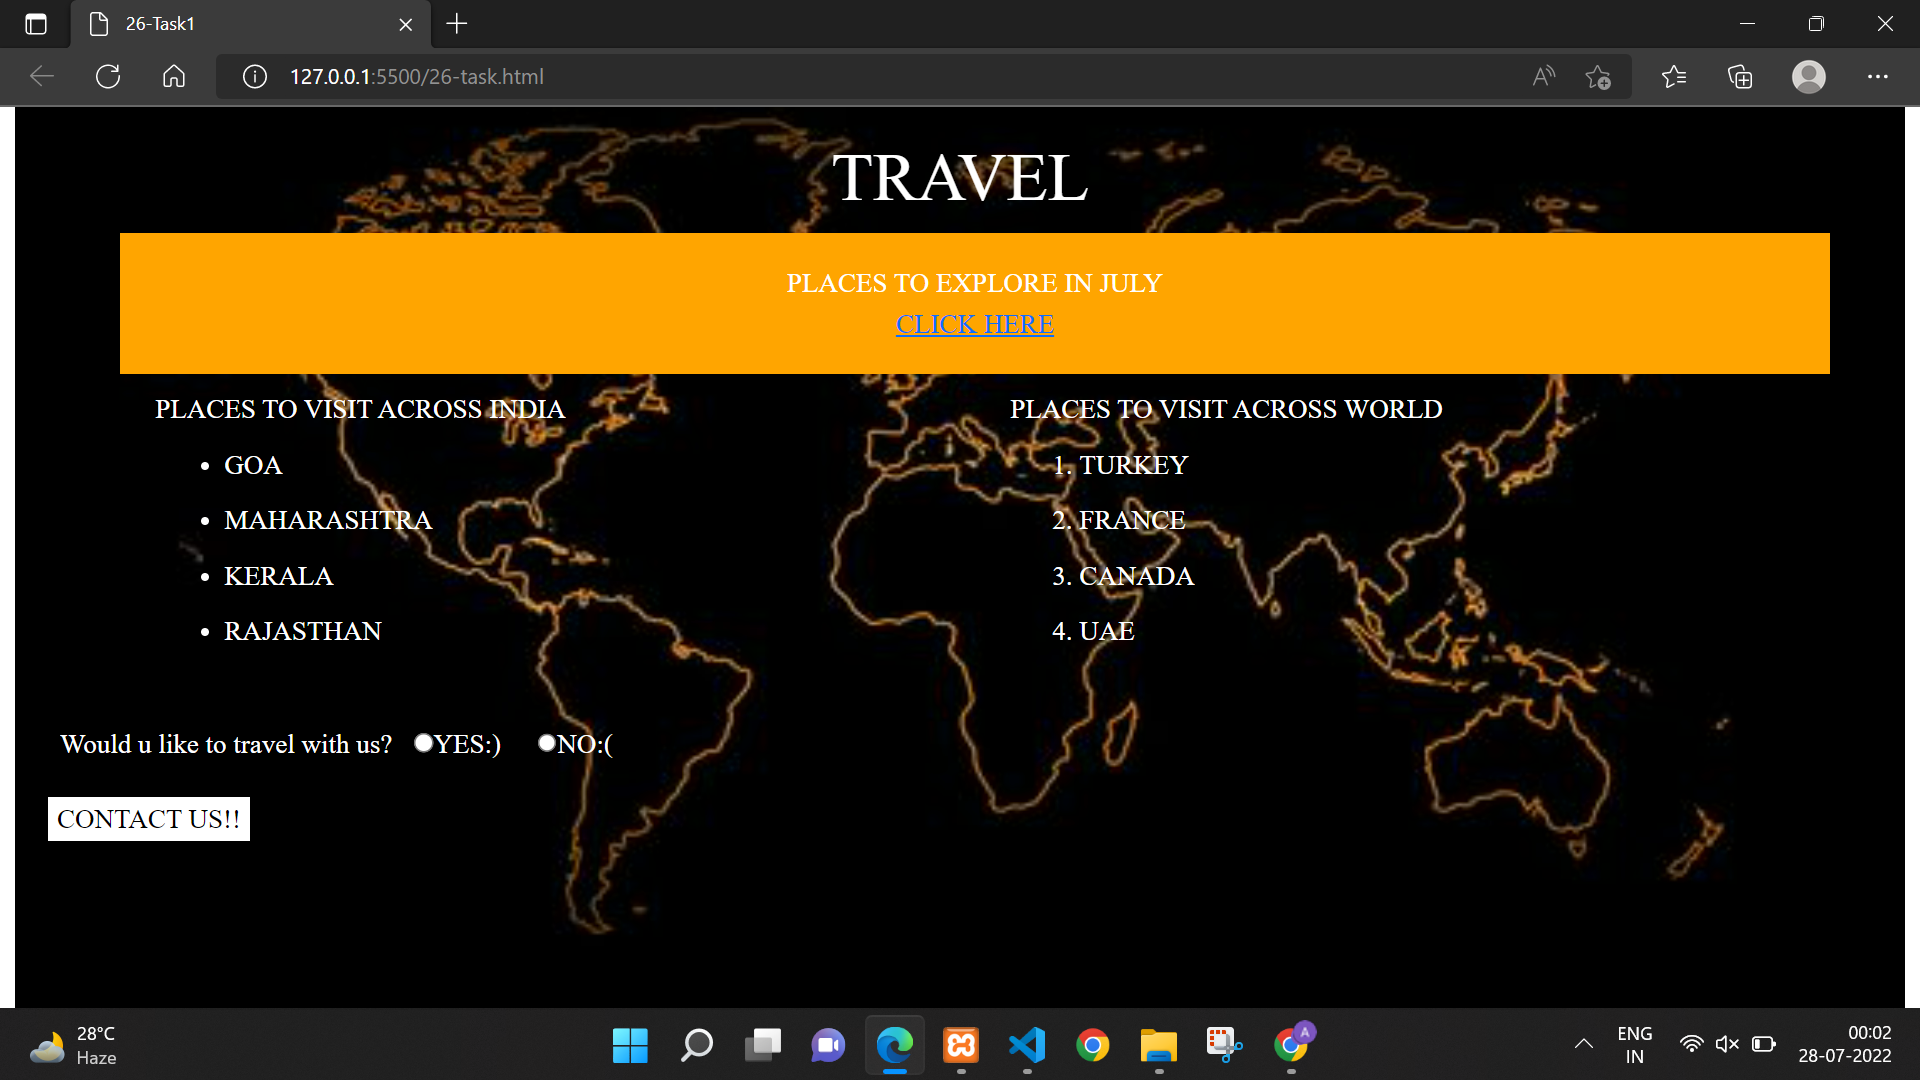 26-Task1
127.0.0.1:5500/26-task.html
TRAVEL
PLACES TO EXPLORE IN JULY
CLICK HERE
PLACES TO VISIT ACROSS INDIA
• GOA
• MAHARASHTRA
• KERALA
• RAJASTHAN
PLACES TO VISIT ACROSS WORLD
1. TURKEY
2. FRANCE
3. CANADA
4. UAE
Would u like to travel with us? YES:) NO:(
CONTACT US!!
28°C
Haze
A
ENG
IN
00:02
28-07-2022